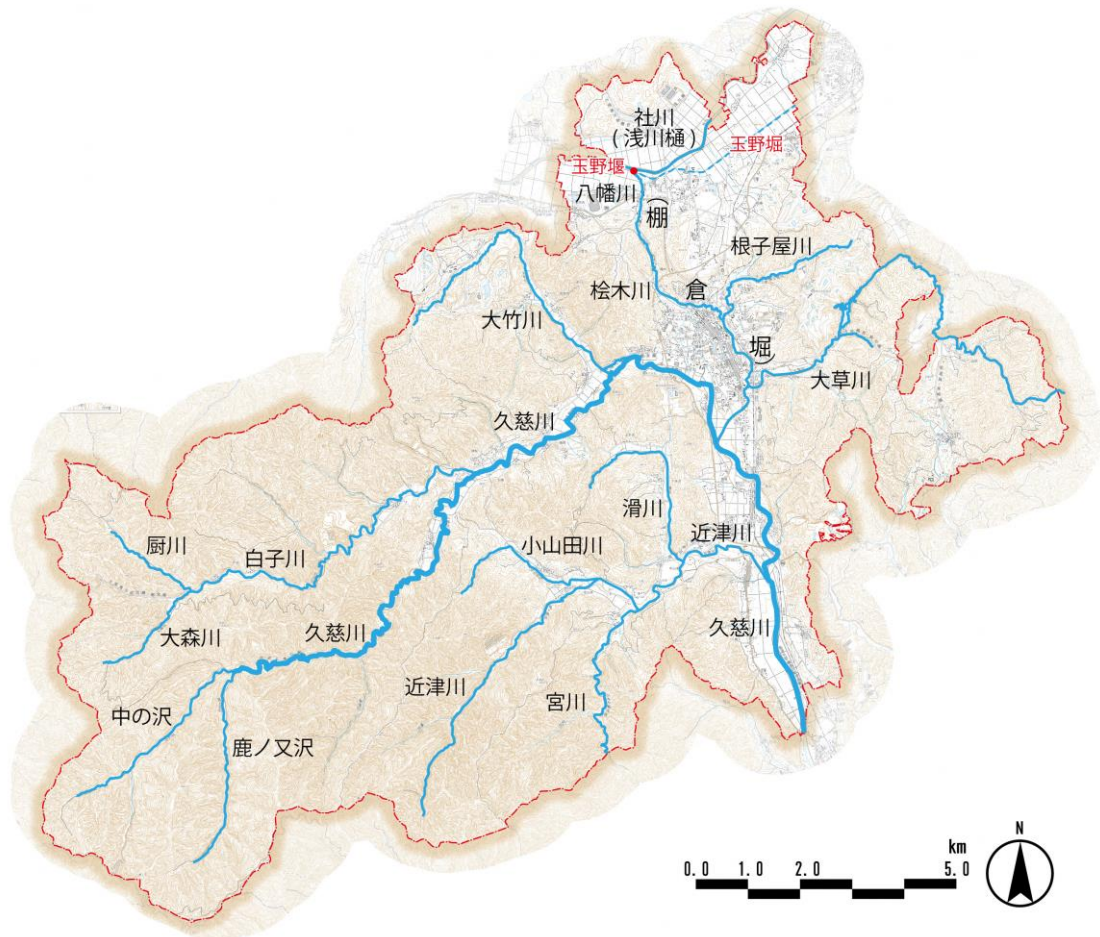 社川
(浅川樋)
玉野堀
玉野堰
八幡川
(棚
倉
堀)
根子屋川
桧木川
大竹川
大草川
久慈川
滑川
近津川
小山田川
厨川
白子川
大森川
久慈川
久慈川
近津川
宮川
中の沢
鹿ノ又沢
N
km
0.0 1.0 2.0 5.0